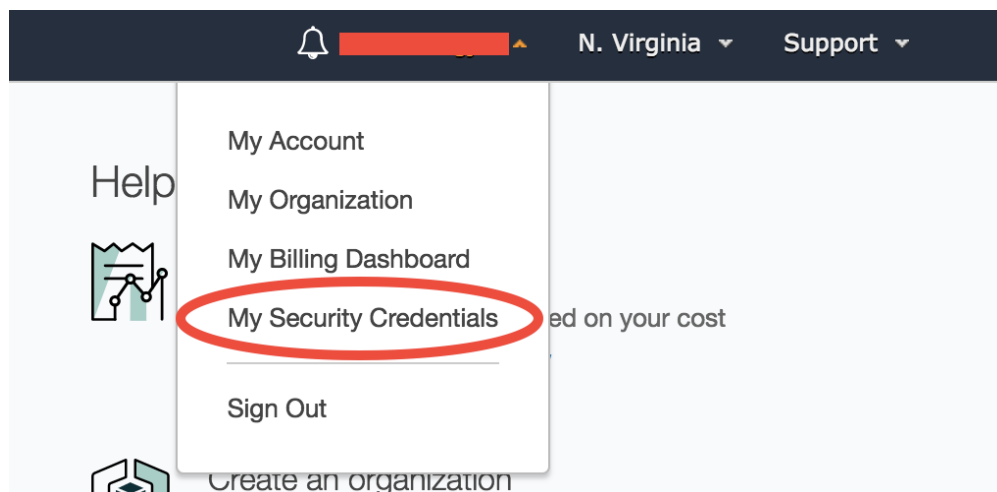 N. Virginia
Support
My Account
Help
My Organization
My Billing Dashboard
My Security Credentials
ed on your cost
Sign Out
Create an organization